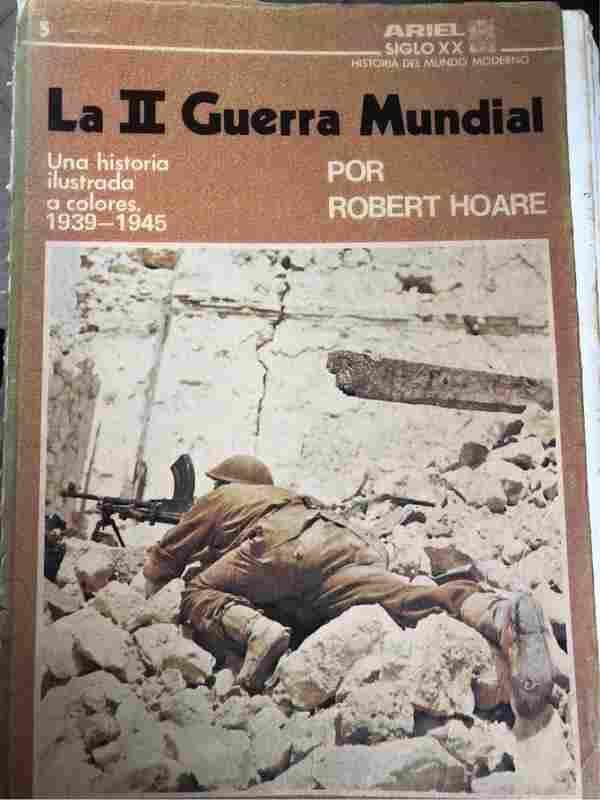 5
ARIEL
SIGLO XX
HISTORIA DEL MUNDO MODERNO
La II Guerra Mundial
Una historia
ilustrada
a colores.
1939–1945
POR
ROBERT HOARE